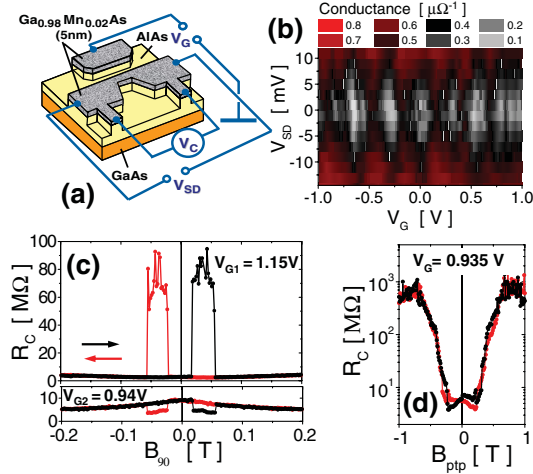 Ga0.98 Mn0.02As
(5nm)
AlAs
VG
VC
VSD
GaAs
(a)
Conductance [ μΩ-1]
0.8 0.6 0.4 0.2
0.7 0.5 0.3 0.1
VSD [ mV ]
10
5
0
-5
-10
-1.0 -0.5 0.0 0.5 1.0
VG [ V ]
(b)
(c)
VG1 = 1.15V
RC [ MΩ ]
100
80
60
40
20
0
VG2 = 0.94V
10
0
-0.2 -0.1 0.0 0.1 0.2
B90 [ T ]
VG= 0.935 V
RC [ MΩ ]
103
102
101
-1 0 1
Bptp [ T ]
(d)